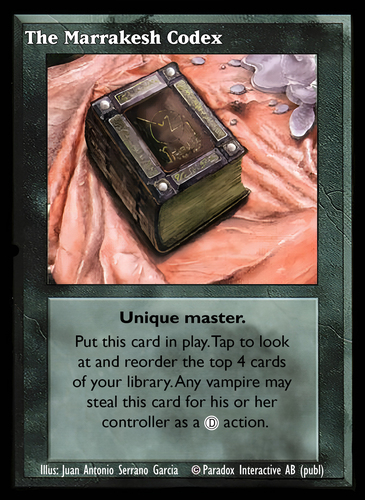 The Marrakesh Codex
Unique master.
Put this card in play.Tap to look
at and reorder the top 4 cards
of your library.Any vampire may
steal this card for his or her
controller as a Ⓓ action.
Illus: Juan Antonio Serrano Garcia © Paradox Interactive AB (publ)